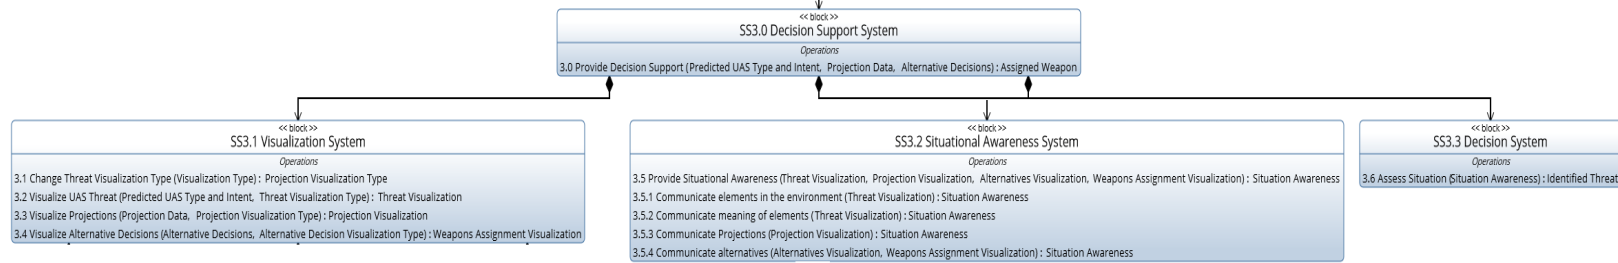 << block >>
SS3.0 Decision Support System
Operations
3.0 Provide Decision Support (Predicted UAS Type and Intent, Projection Data, Alternative Decisions) : Assigned Weapon
<< block >>
SS3.1 Visualization System
Operations
3.1 Change Threat Visualization Type (Visualization Type) : Projection Visualization Type
3.2 Visualize UAS Threat (Predicted UAS Type and Intent, Threat Visualization Type) : Threat Visualization
3.3 Visualize Projections (Projection Data, Projection Visualization Type) : Projection Visualization
3.4 Visualize Alternative Decisions (Alternative Decisions, Alternative Decision Visualization Type) : Weapons Assignment Visualization
<< block >>
SS3.2 Situational Awareness System
Operations
3.5 Provide Situational Awareness (Threat Visualization, Projection Visualization, Alternatives Visualization, Weapons Assignment Visualization) : Situation Awareness
3.5.1 Communicate elements in the environment (Threat Visualization) : Situation Awareness
3.5.2 Communicate meaning of elements (Threat Visualization) : Situation Awareness
3.5.3 Communicate Projections (Projection Visualization) : Situation Awareness
3.5.4 Communicate alternatives (Alternatives Visualization, Weapons Assignment Visualization) : Situation Awareness
<< block >>
SS3.3 Decision System
Operations
3.6 Assess Situation (Situation Awareness) : Identified Threat